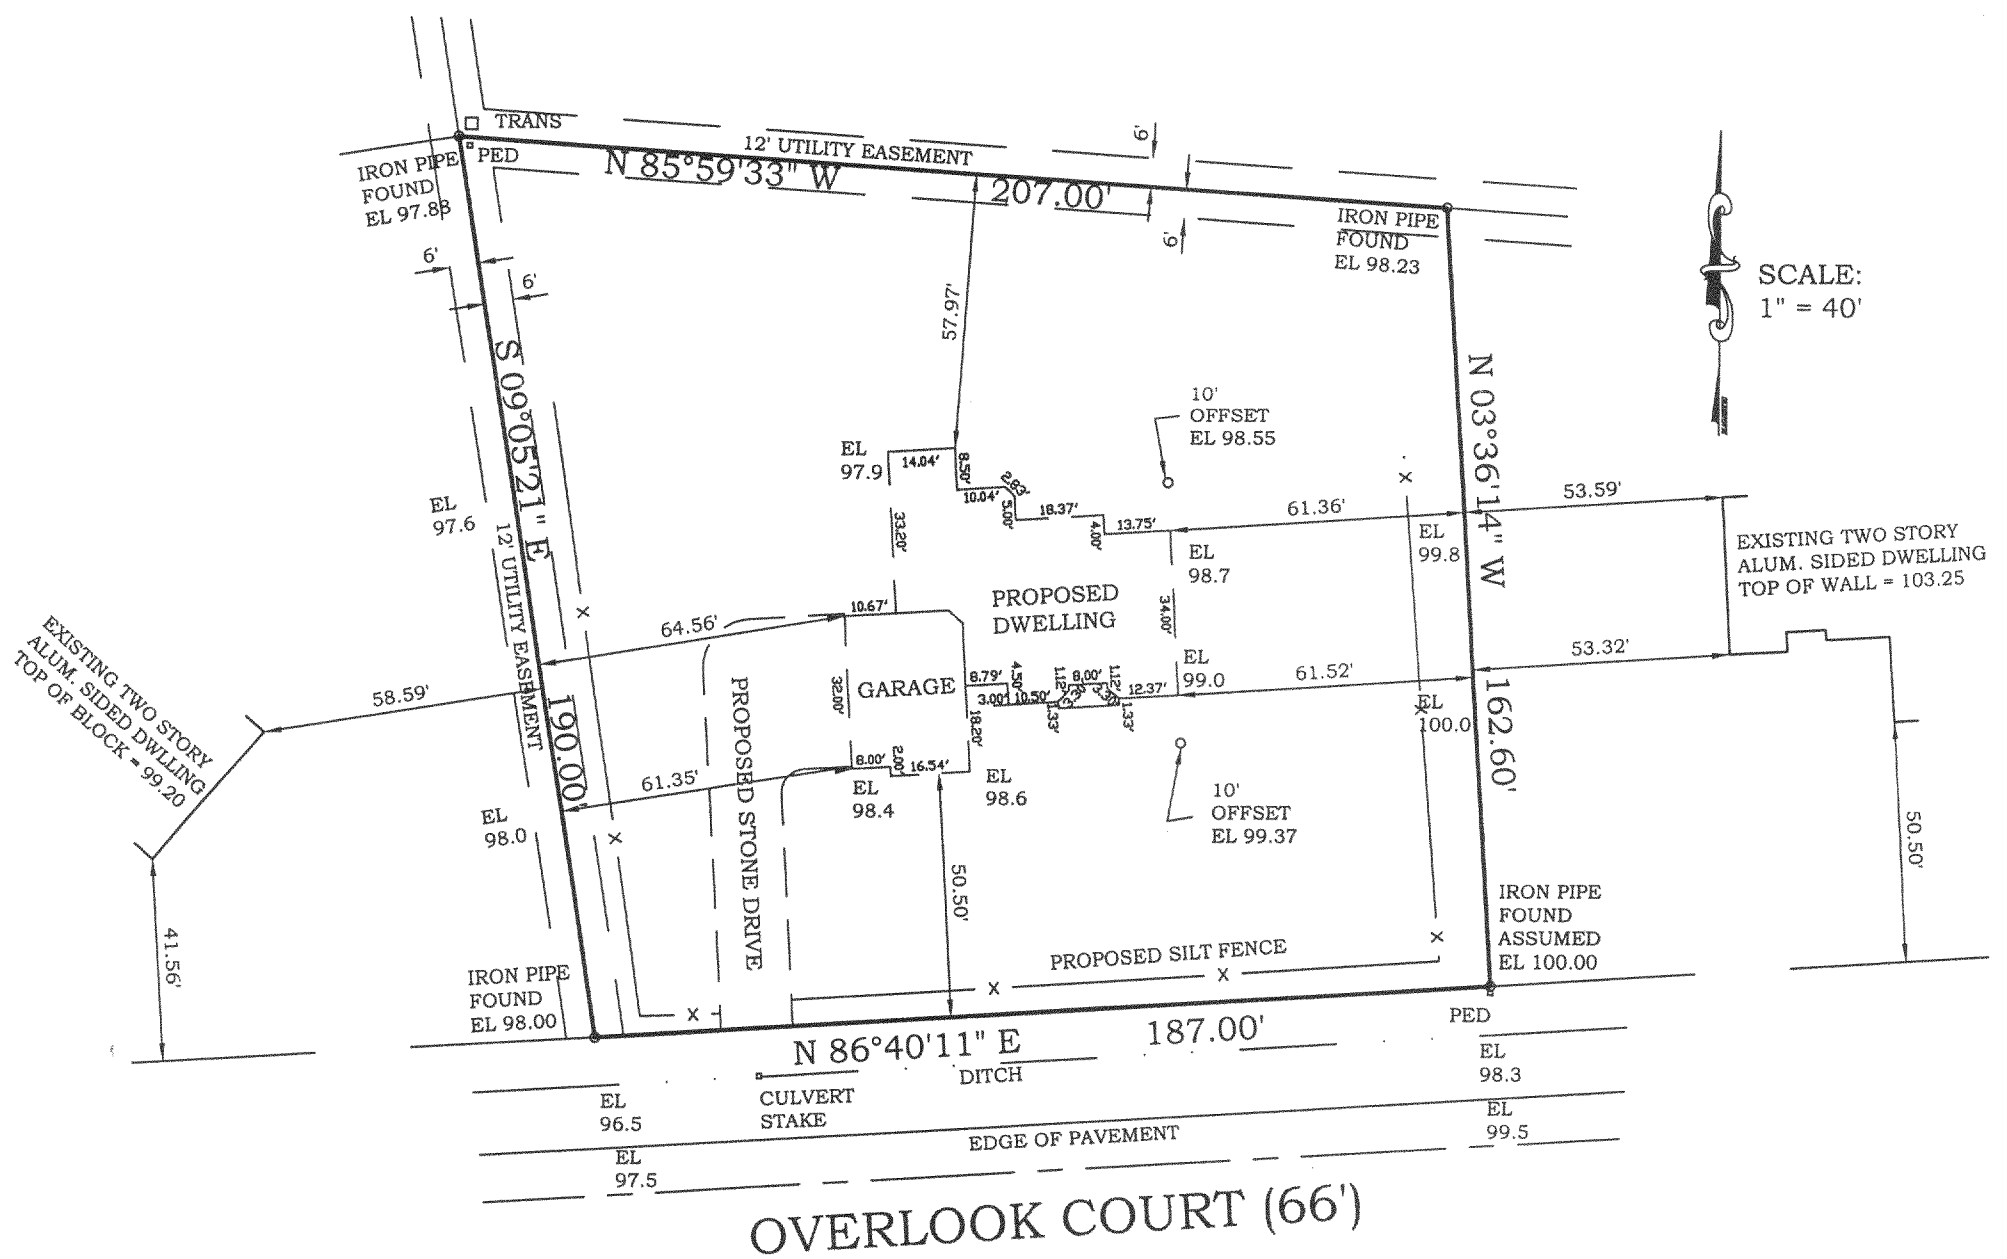 TRANS
PED
IRON PIPE
FOUND
EL 97.88
12' UTILITY EASEMENT
N 85°59'33" W
207.00'
6'
6'
IRON PIPE
FOUND
EL 98.23
SCALE:
1" = 40'
6'
6'
57.97'
S 09°05'21" E
190.00'
N 03°36'14" W
162.60'
10'
OFFSET
EL 98.55
EL
97.9
14.04'
8.50'
10.04'
2.83'
5.00'
18.37'
4.00'
13.75'
61.36'
53.59'
EL
97.6
12' UTILITY EASEMENT
33.20'
EL
98.7
EL
99.8
EXISTING TWO STORY
ALUM. SIDED DWELLING
TOP OF WALL = 103.25
PROPOSED
DWELLING
34.00'
10.67'
64.56'
EXISTING TWO STORY
ALUM. SIDED DWLLING
TOP OF BLOCK = 99.20
58.59'
32.00'
GARAGE
8.79'
4.50'
3.00'
10.50'
1.12'
8.00'
1.12'
1.33'
1.33'
12.37'
EL
99.0
61.52'
53.32'
EL
100.0
18.20'
61.35'
8.00'
2.00'
16.54'
EL
98.4
EL
98.6
PROPOSED STONE DRIVE
10'
OFFSET
EL 99.37
EL
98.0
50.50'
50.50'
41.56'
IRON PIPE
FOUND
ASSUMED
EL 100.00
PROPOSED SILT FENCE
X
X
X
X
X
X
X
X
IRON PIPE
FOUND
EL 98.00
PED
N 86°40'11" E
187.00'
DITCH
CULVERT
STAKE
EL
96.5
EL
98.3
EL
99.5
EDGE OF PAVEMENT
EL
97.5
OVERLOOK COURT (66')